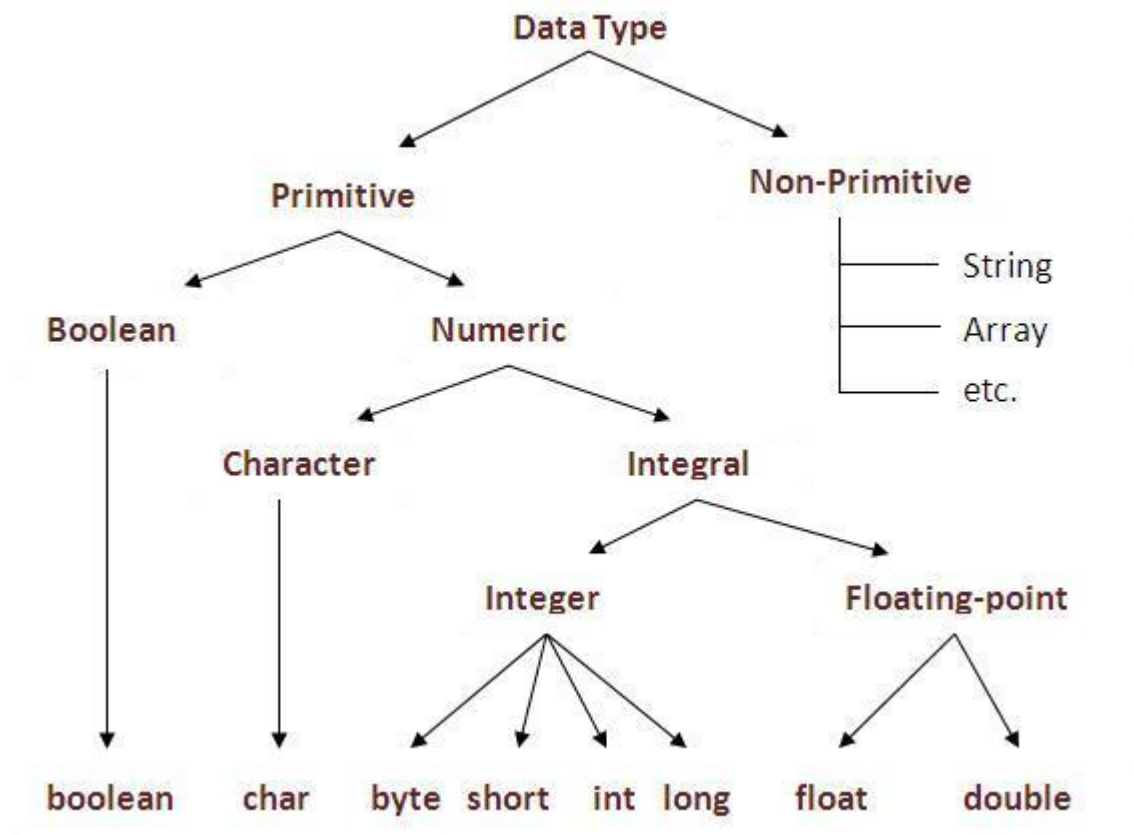 Data Type
Primitive
Non-Primitive
String
Array
etc.
Boolean
Numeric
Character
Integral
Integer
Floating-point
boolean
char
byte
short
int
long
float
double